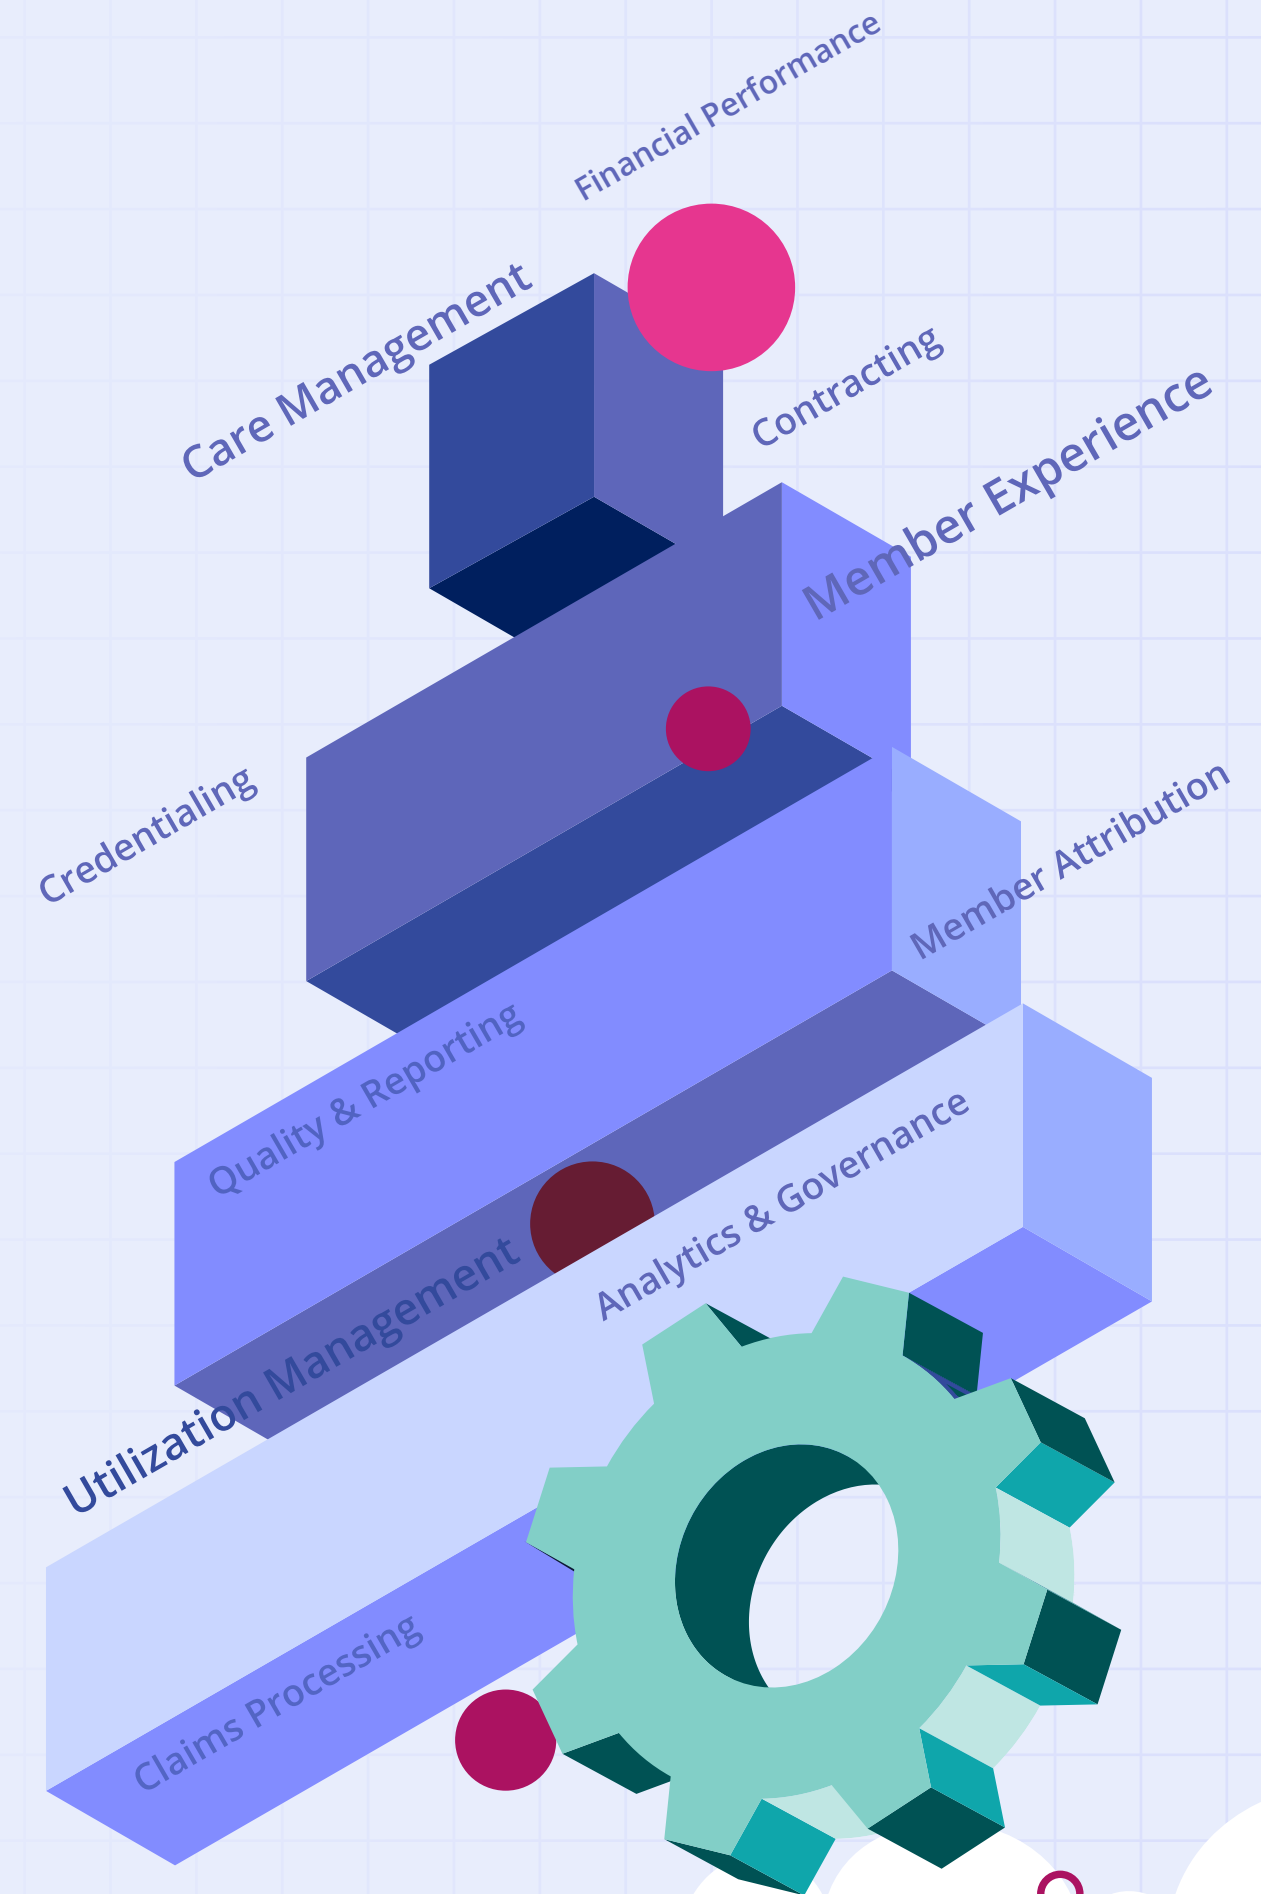 Financial Performance
Care Management
Contracting
Member Experience
Credentialing
Member Attribution
Quality & Reporting
Analytics & Governance
Utilization Management
Claims Processing